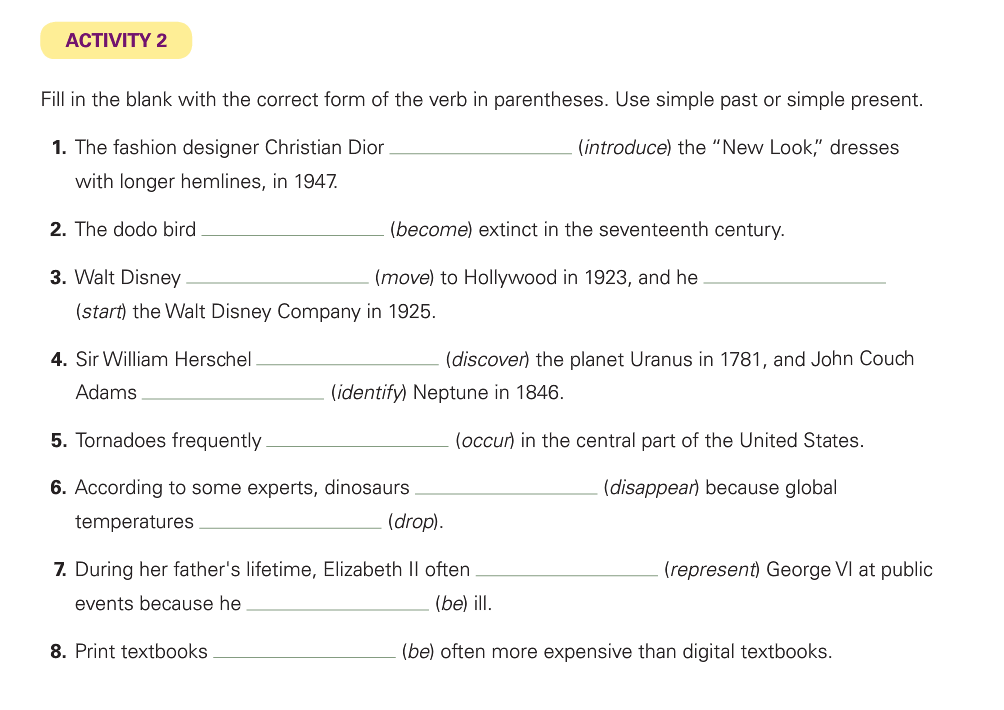 ACTIVITY 2
Fill in the blank with the correct form of the verb in parentheses. Use simple past or simple present.
1. The fashion designer Christian Dior ________________ (introduce) the “New Look,” dresses
with longer hemlines, in 1947.
2. The dodo bird ________________ (become) extinct in the seventeenth century.
3. Walt Disney ________________ (move) to Hollywood in 1923, and he ________________
(start) the Walt Disney Company in 1925.
4. Sir William Herschel ________________ (discover) the planet Uranus in 1781, and John Couch
Adams ________________ (identify) Neptune in 1846.
5. Tornadoes frequently ________________ (occur) in the central part of the United States.
6. According to some experts, dinosaurs ________________ (disappear) because global
temperatures ________________ (drop).
7. During her father's lifetime, Elizabeth II often ________________ (represent) George VI at public
events because he ________________ (be) ill.
8. Print textbooks ________________ (be) often more expensive than digital textbooks.